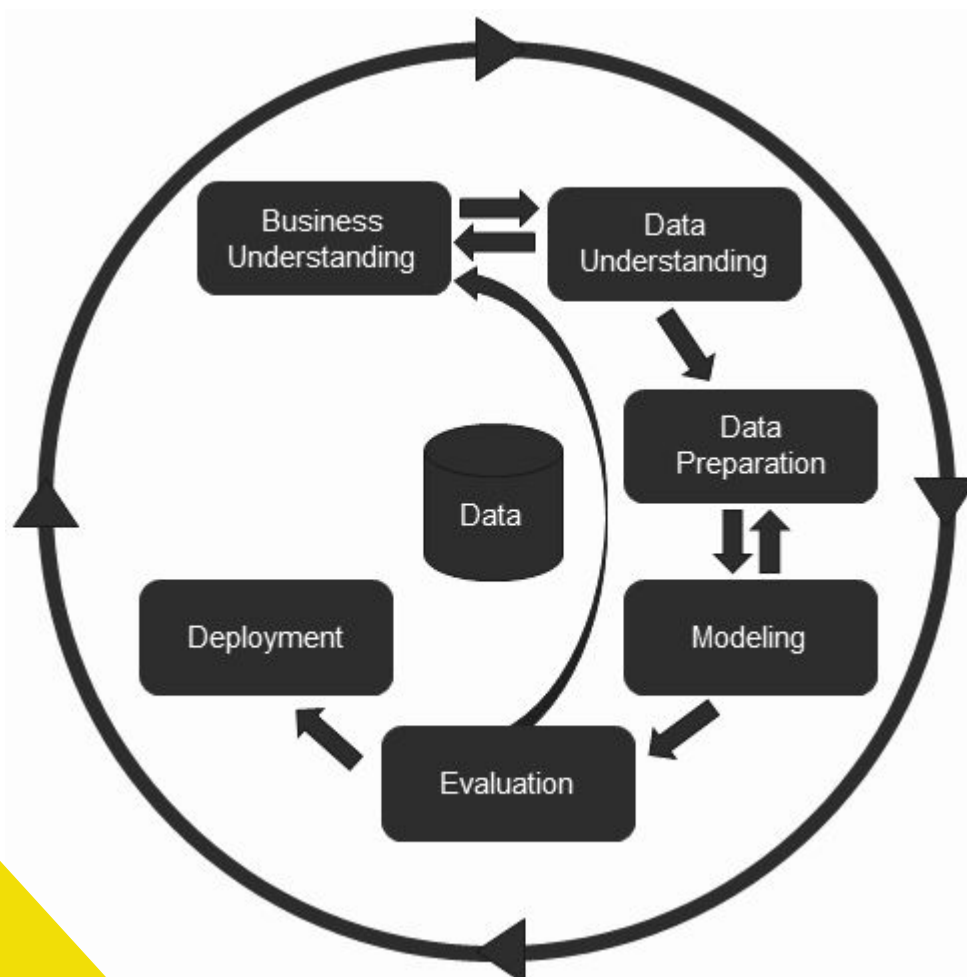 Business
Understanding
Data
Understanding
Data
Preparation
Data
Modeling
Deployment
Evaluation